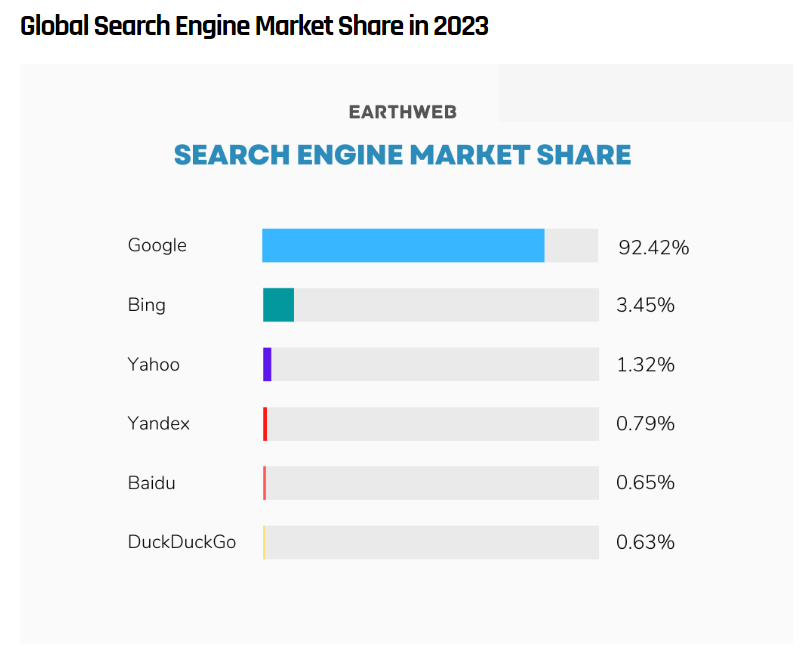 Global Search Engine Market Share in 2023
EARTHWEB
SEARCH ENGINE MARKET SHARE
Google 92.42%
Bing 3.45%
Yahoo 1.32%
Yandex 0.79%
Baidu 0.65%
DuckDuckGo 0.63%